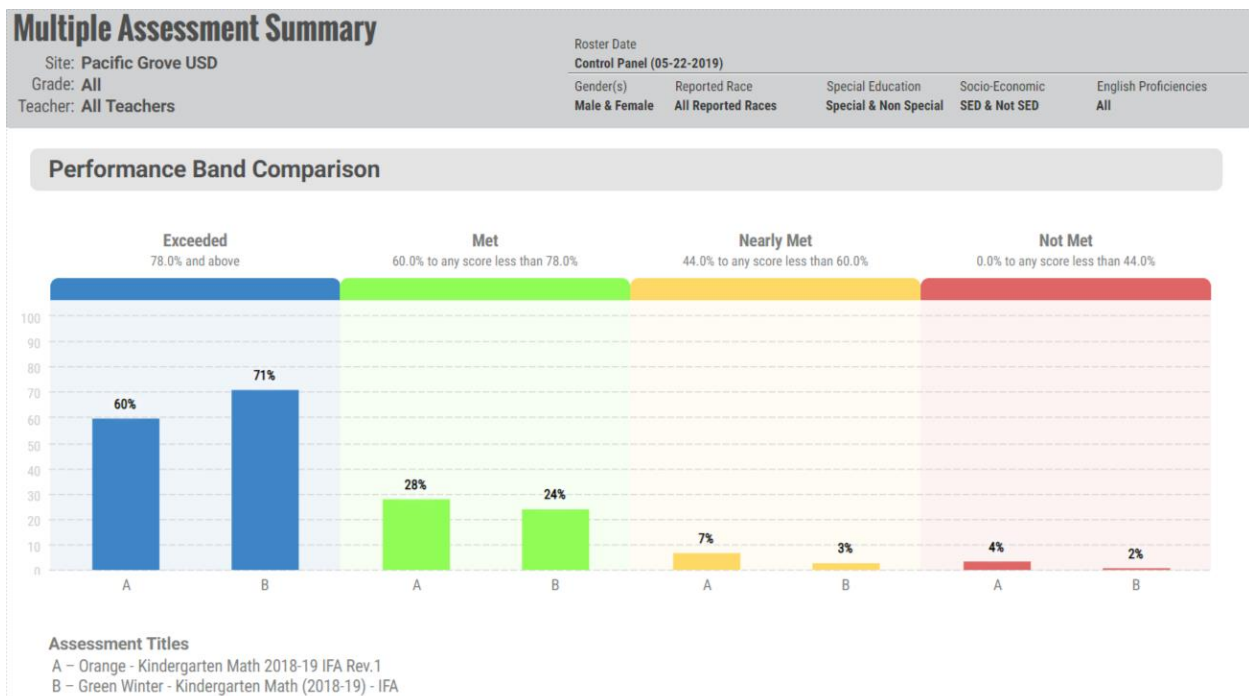 Multiple Assessment Summary
Site: Pacific Grove USD
Grade: All
Teacher: All Teachers
Roster Date
Control Panel (05-22-2019)
Gender(s) Reported Race Special Education Socio-Economic English Proficiencies
Male & Female All Reported Races Special & Non Special SED & Not SED All
Performance Band Comparison
Exceeded Met Nearly Met Not Met
78.0% and above 60.0% to any score less than 78.0% 44.0% to any score less than 60.0% 0.0% to any score less than 44.0%
100
90
80
70
60
50
40
30
20
10
0
60% 71% 28% 24% 7% 3% 4% 2%
A B A B A B A B
Assessment Titles
A – Orange - Kindergarten Math 2018-19 IFA Rev.1
B – Green Winter - Kindergarten Math (2018-19) - IFA